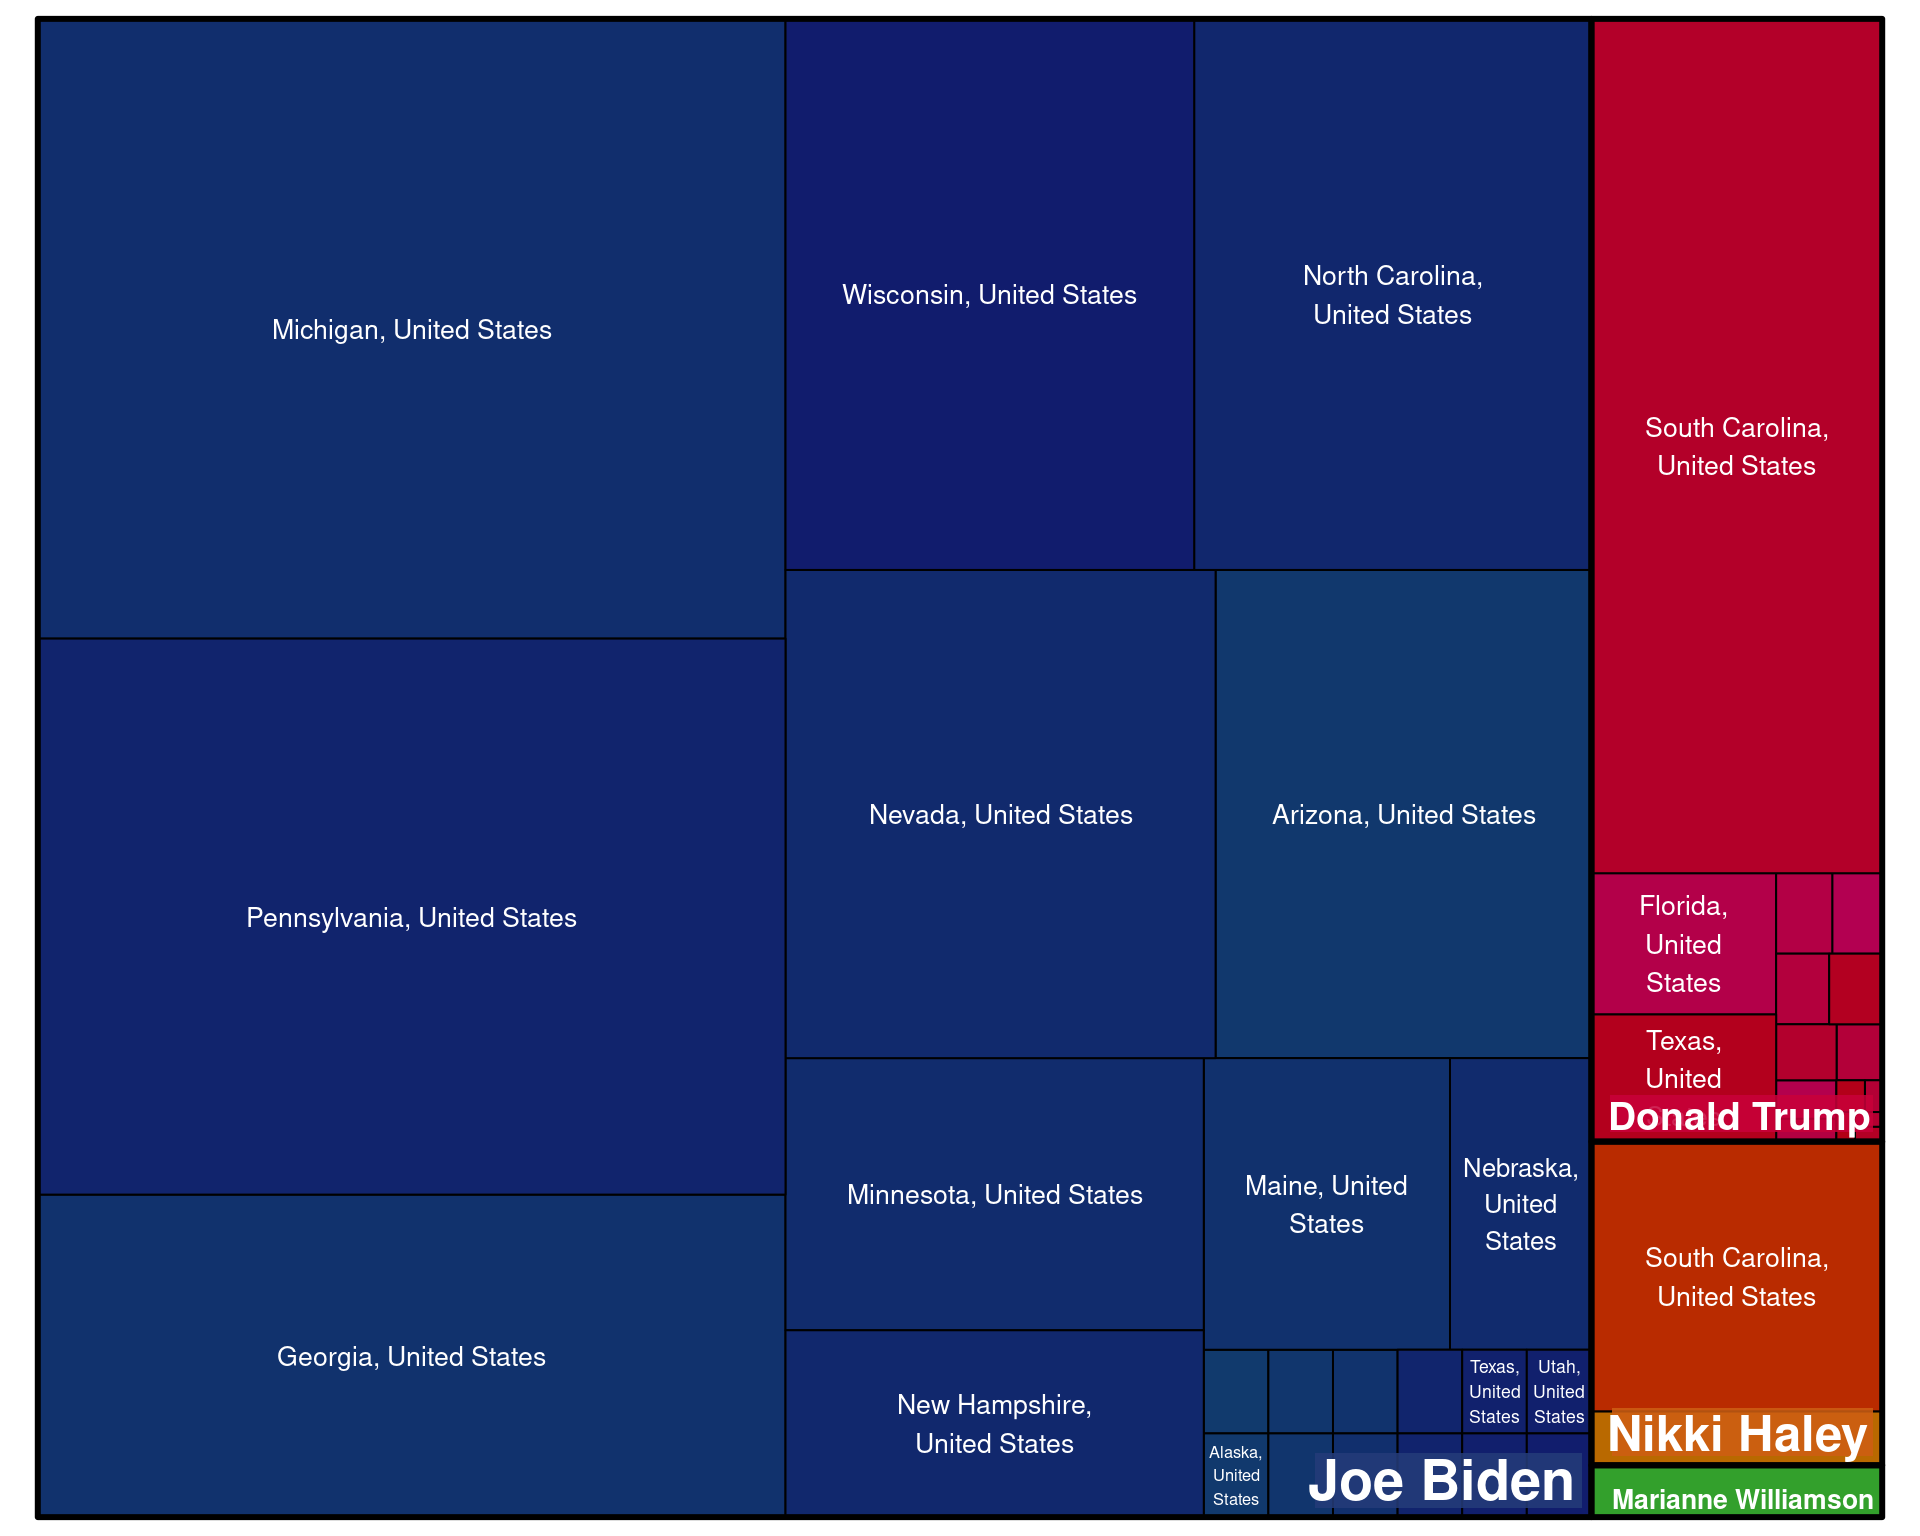 Michigan, United States
Wisconsin, United States
North Carolina,
United States
South Carolina,
United States
Pennsylvania, United States
Nevada, United States
Arizona, United States
Florida,
United
States
Texas,
United
Donald Trump
Georgia, United States
Minnesota, United States
Maine, United
States
Nebraska,
United
States
South Carolina,
United States
New Hampshire,
United States
Texas,
United
States
Utah,
United
States
Alaska,
United
States
Joe Biden
Nikki Haley
Marianne Williamson